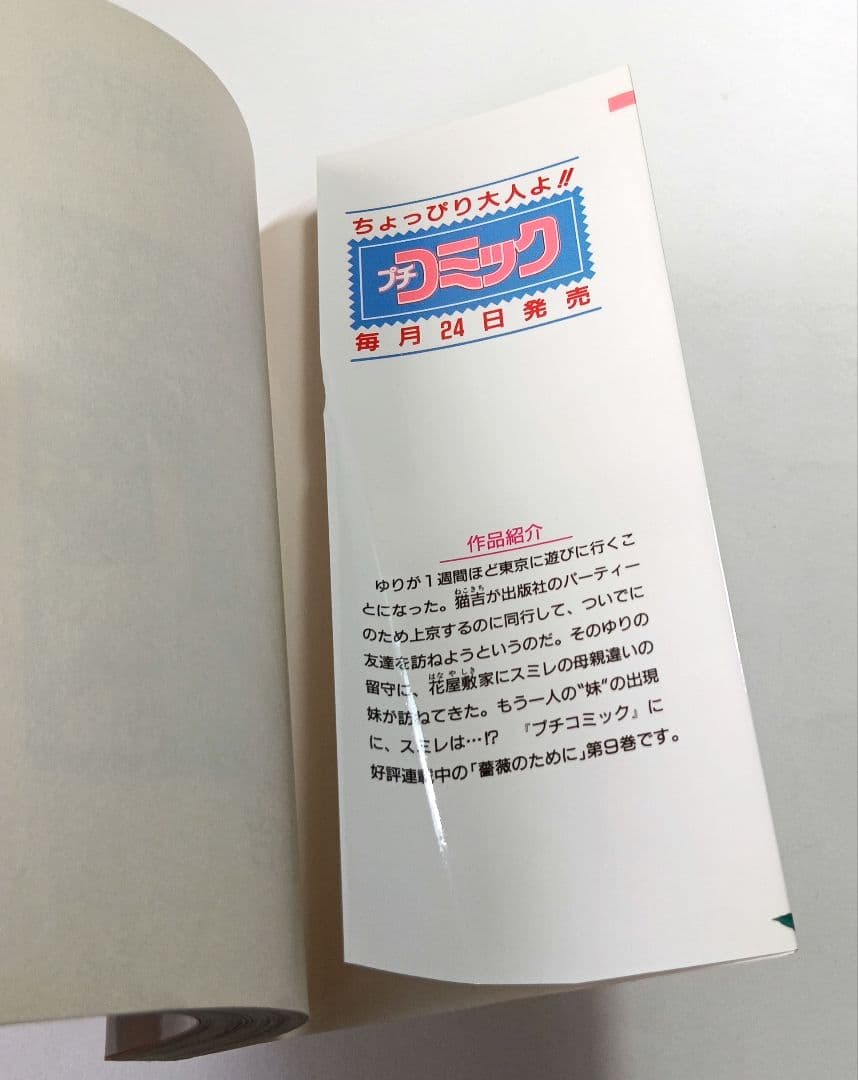 ちょっぴり大人よ!!
プチコミック
毎月24日発売
作品紹介
ゆりが1週間ほど東京に遊びに行くこ
とになった。猫吉が出版社のパーティー
のため上京するのに同行して、ついでに
友達を訪ねようというのだ。そのゆりの
留守に、花屋敷家にスミレの母親違いの
妹が訪ねてきた。もう一人の“妹”の出現
に、スミレは…!? 『プチコミック』に
好評連載中の「薔薇のために」第9巻です。